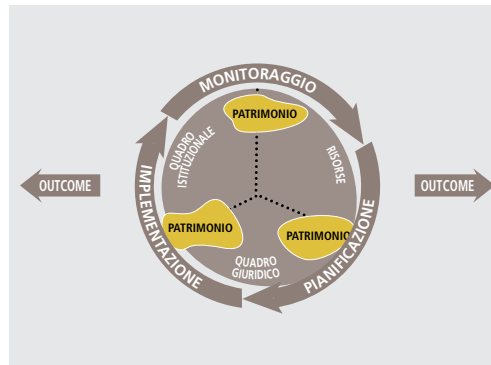 MONITORAGGIO
PATRIMONIO
QUADRO
ISTITUZIONALE
RISORSE
OUTCOME
IMPLEMENTAZIONE
OUTCOME
PATRIMONIO
PATRIMONIO
PIANIFICAZIONE
QUADRO
GIURIDICO